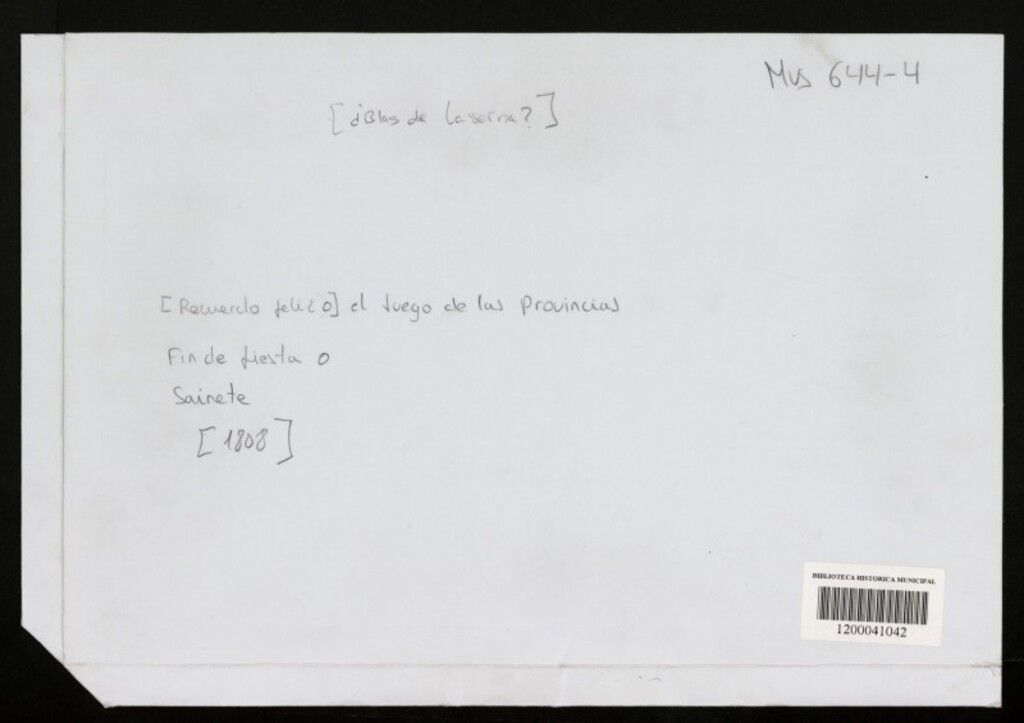 Mus 644-4
[¿Blas de Laserna?]
[Recuerdo feliz o] el Juego de las Provincias
Fin de fiesta o
Sainete
[1808]
BIBLIOTECA HISTORICA MUNICIPAL
1200041042